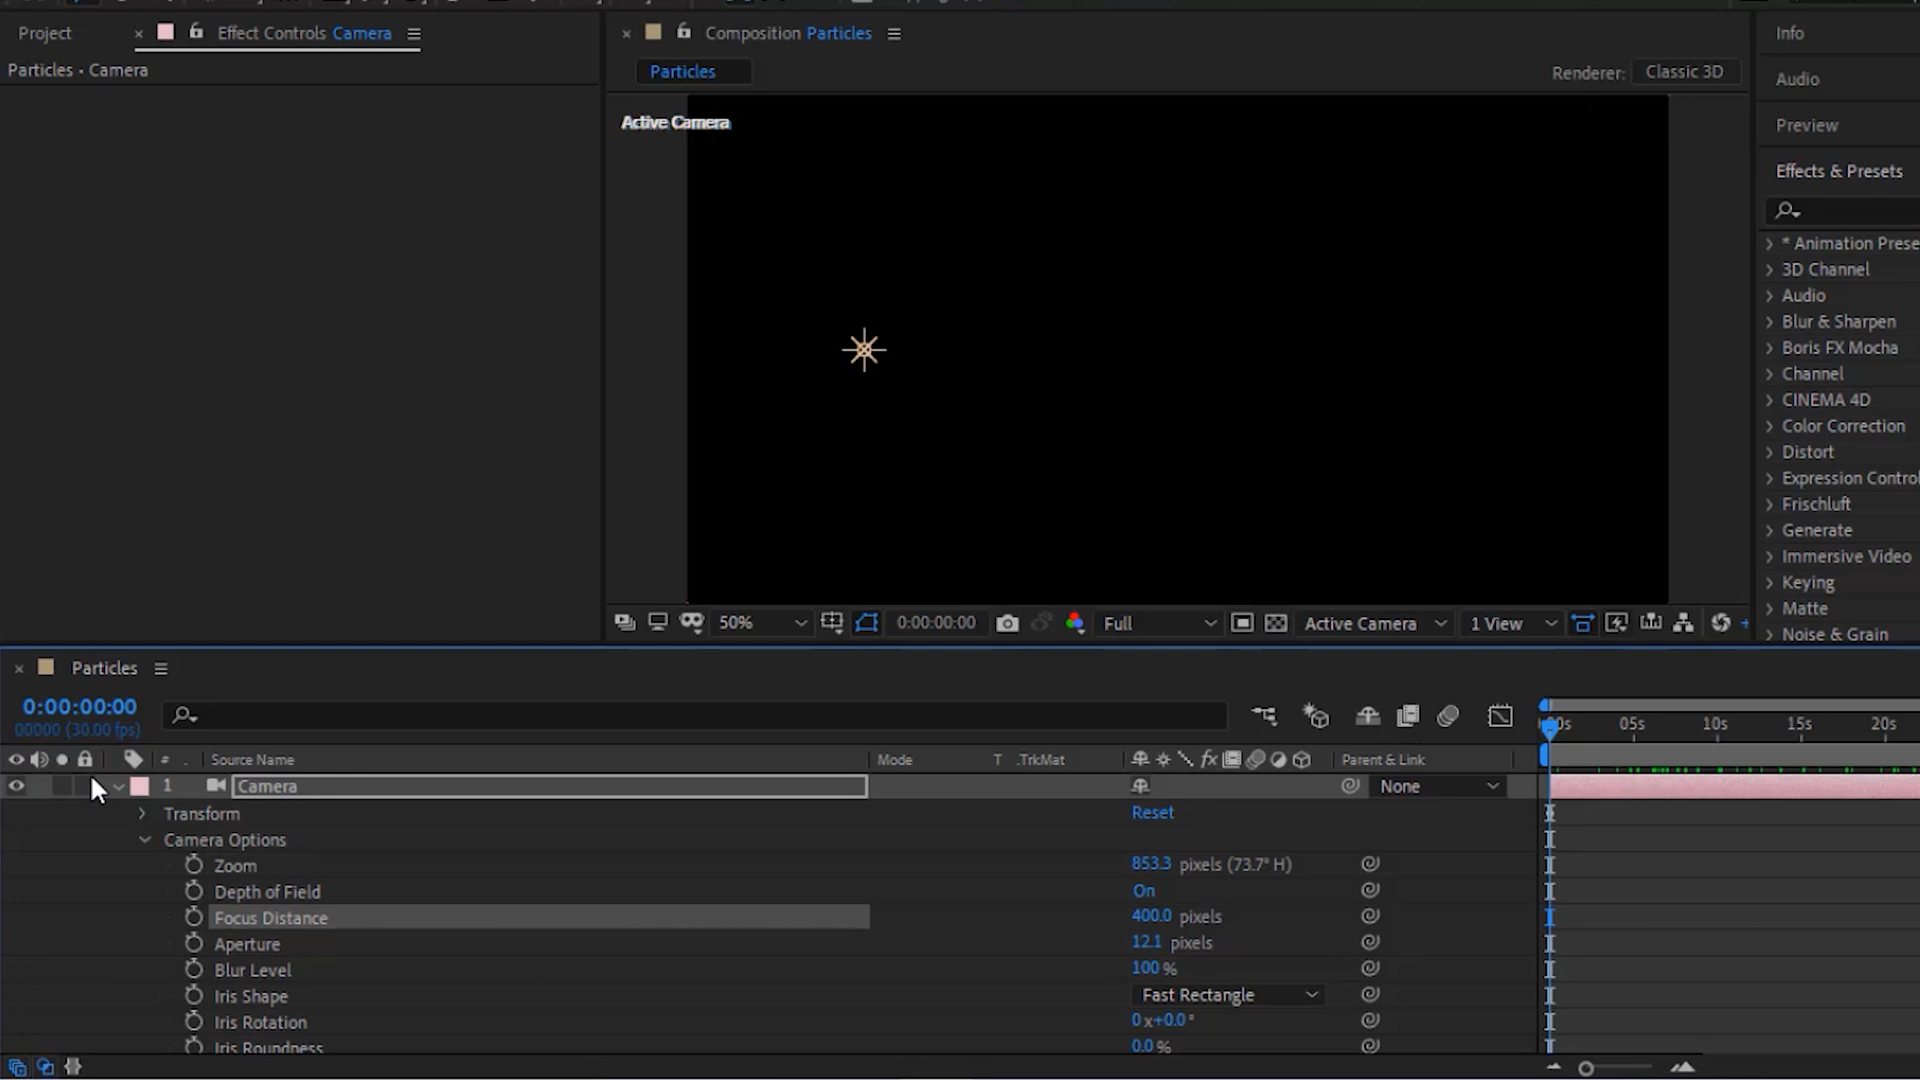 Project
× Effect Controls Camera
Particles • Camera
× Composition Particles
Particles
Renderer: Classic 3D
Active Camera
Info
Audio
Preview
Effects & Presets
* Animation Prese
3D Channel
Audio
Blur & Sharpen
Boris FX Mocha
Channel
CINEMA 4D
Color Correction
Distort
Expression Control
Frischluft
Generate
Immersive Video
Keying
Matte
Noise & Grain
50% 0:00:00:00 Full Active Camera 1 View
× Particles
0:00:00:00
00000 (30.00 fps)
00s 05s 10s 15s 20s
# . Source Name Mode T .TrkMat fx Parent & Link
1 Camera None
Transform Reset
Camera Options
Zoom 853.3 pixels (73.7° H)
Depth of Field On
Focus Distance 400.0 pixels
Aperture 12.1 pixels
Blur Level 100 %
Iris Shape Fast Rectangle
Iris Rotation 0 x+0.0 °
Iris Roundness 0.0 %